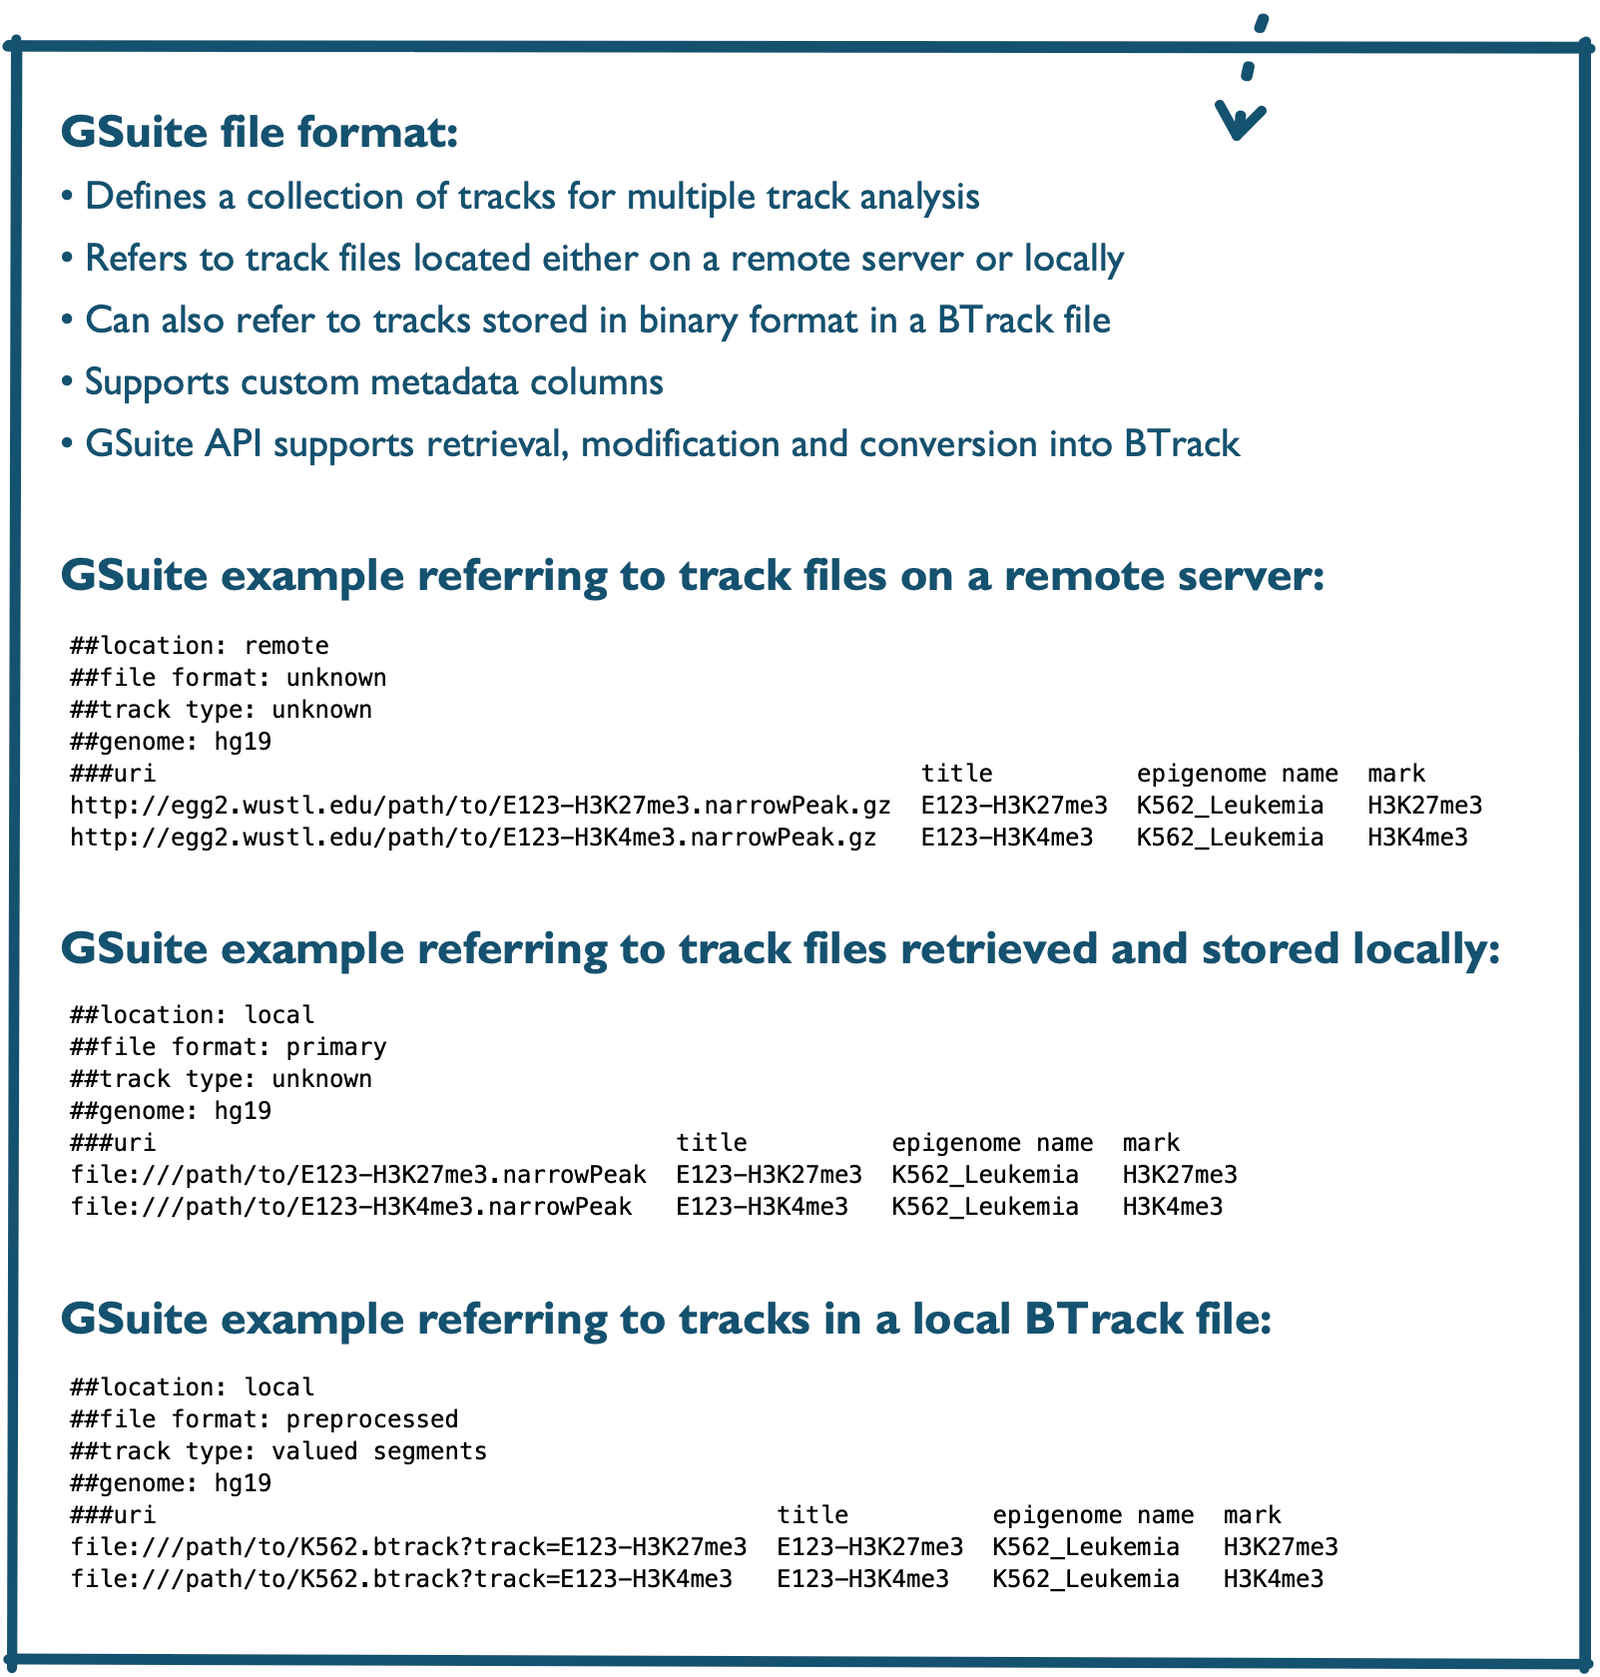 GSuite file format:
• Defines a collection of tracks for multiple track analysis
• Refers to track files located either on a remote server or locally
• Can also refer to tracks stored in binary format in a BTrack file
• Supports custom metadata columns
• GSuite API supports retrieval, modification and conversion into BTrack
GSuite example referring to track files on a remote server:
##location: remote
##file format: unknown
##track type: unknown
##genome: hg19
###uri title epigenome name mark
http://egg2.wustl.edu/path/to/E123-H3K27me3.narrowPeak.gz E123-H3K27me3 K562_Leukemia H3K27me3
http://egg2.wustl.edu/path/to/E123-H3K4me3.narrowPeak.gz E123-H3K4me3 K562_Leukemia H3K4me3
GSuite example referring to track files retrieved and stored locally:
##location: local
##file format: primary
##track type: unknown
##genome: hg19
###uri title epigenome name mark
file:///path/to/E123-H3K27me3.narrowPeak E123-H3K27me3 K562_Leukemia H3K27me3
file:///path/to/E123-H3K4me3.narrowPeak E123-H3K4me3 K562_Leukemia H3K4me3
GSuite example referring to tracks in a local BTrack file:
##location: local
##file format: preprocessed
##track type: valued segments
##genome: hg19
###uri title epigenome name mark
file:///path/to/K562.btrack?track=E123-H3K27me3 E123-H3K27me3 K562_Leukemia H3K27me3
file:///path/to/K562.btrack?track=E123-H3K4me3 E123-H3K4me3 K562_Leukemia H3K4me3